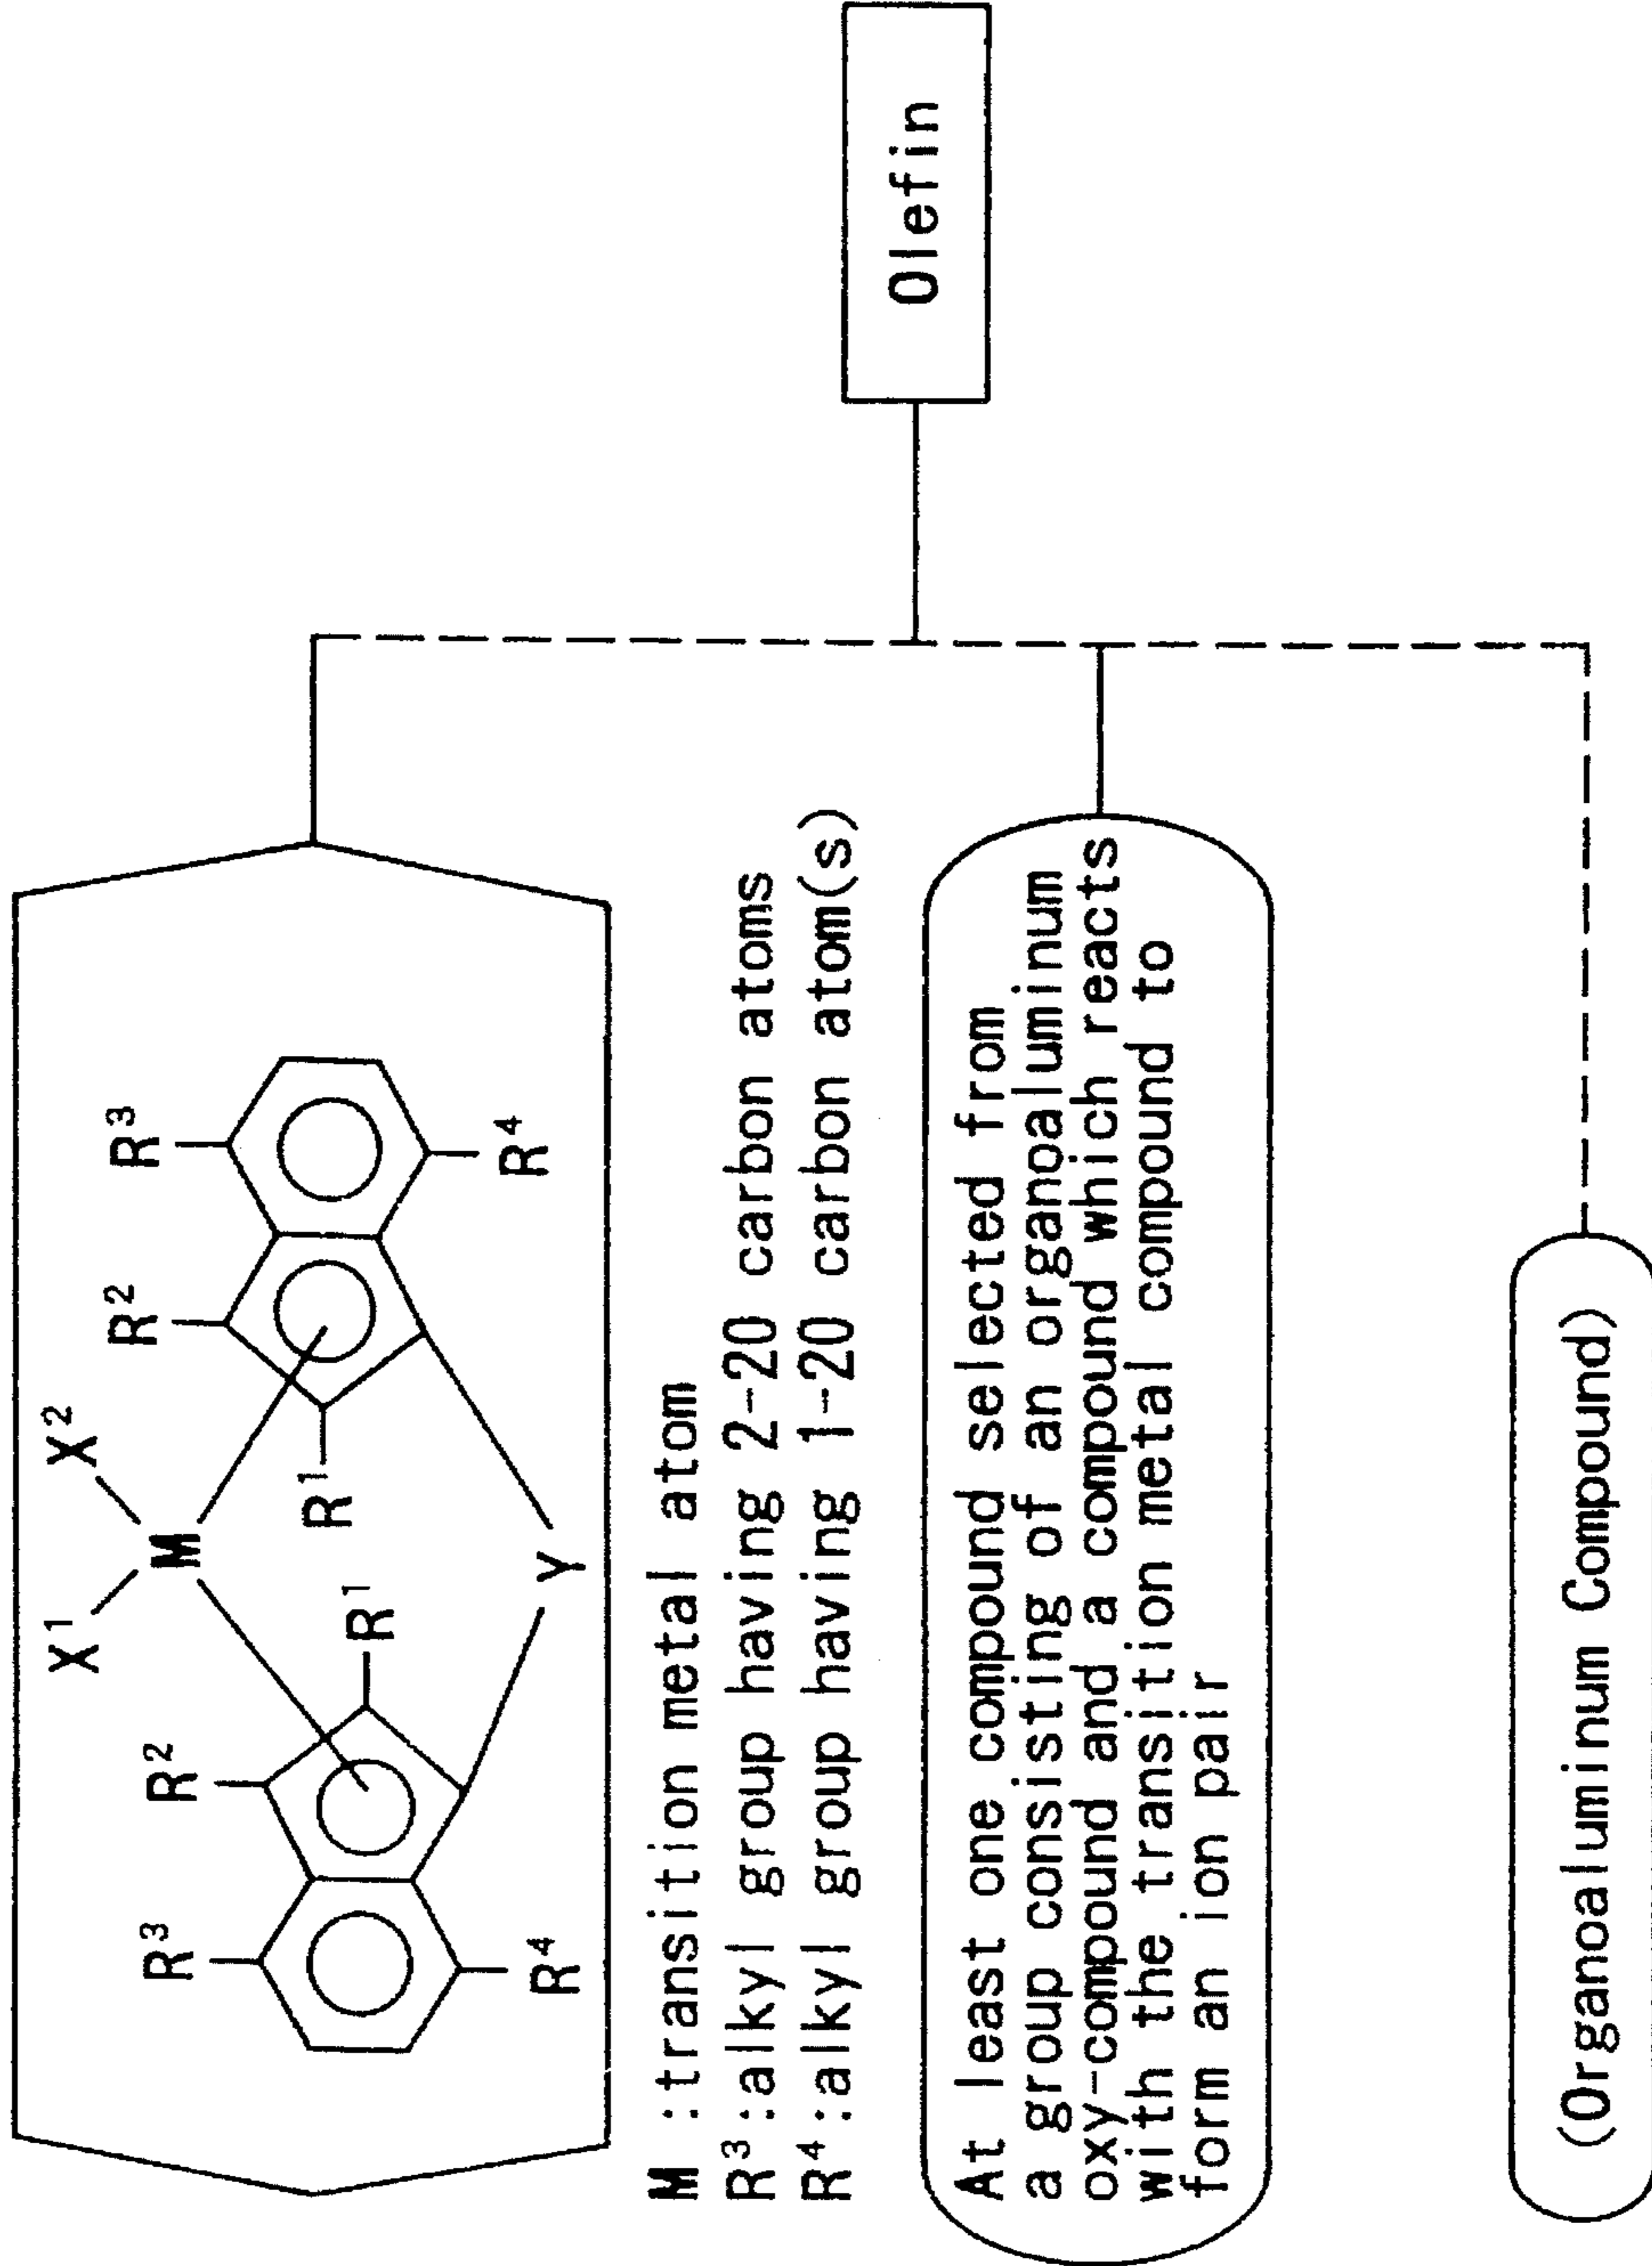 X¹ X²
M
R³ R² R¹ R¹ R² R³
R⁴ Y R⁴
M :transition metal atom
R³:alkyl group having 2-20 carbon atoms
R⁴:alkyl group having 1-20 carbon atom(s)
At least one compound selected from
a group consisting of an organoaluminum
oxy-compound and a compound which reacts
with the transition metal compound to
form an ion pair
(Organoaluminum Compound)
Olefin